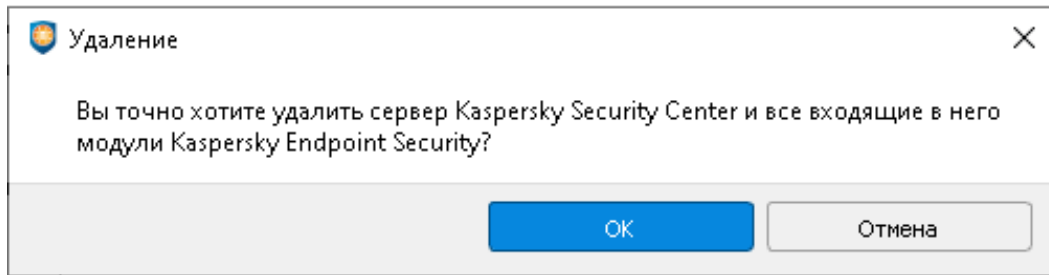 Удаление
Вы точно хотите удалить сервер Kaspersky Security Center и все входящие в него
модули Kaspersky Endpoint Security?
OK
Отмена